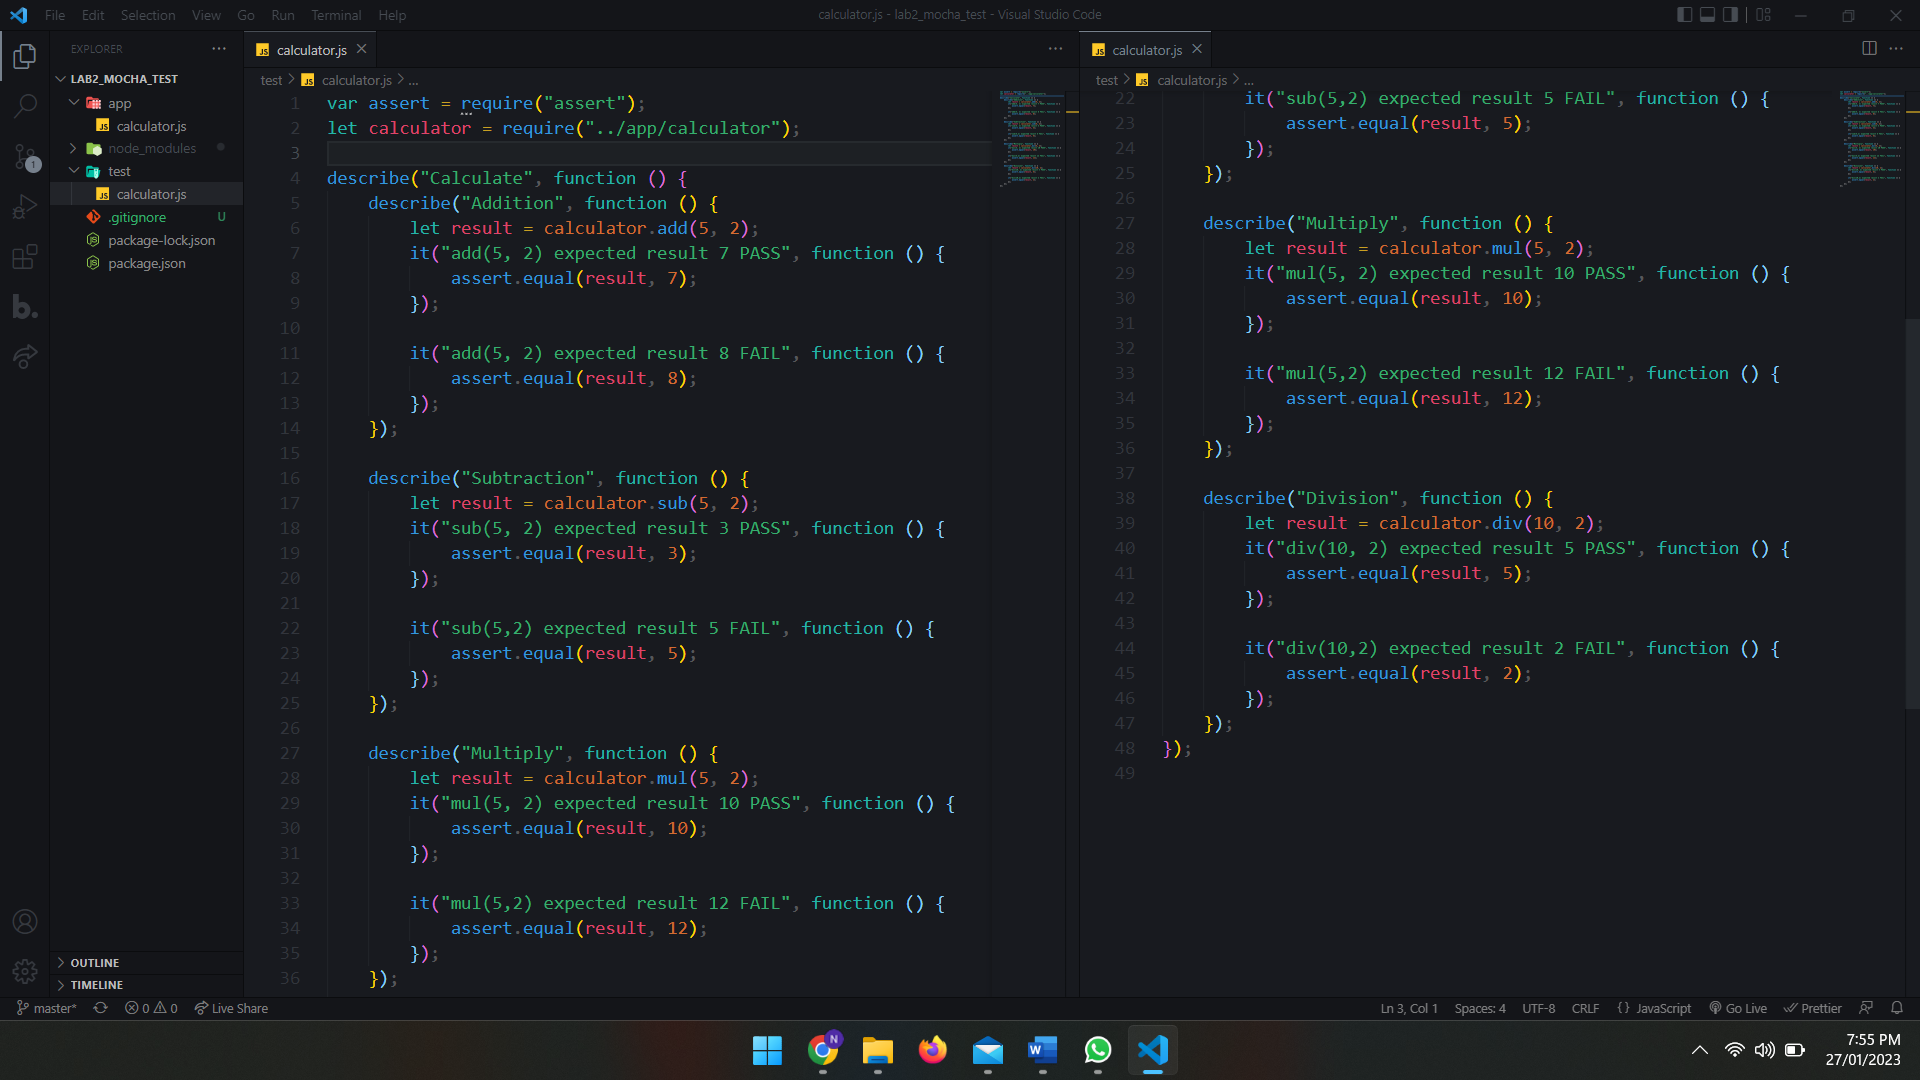 File Edit Selection View Go Run Terminal Help
calculator.js - lab2_mocha_test - Visual Studio Code
EXPLORER
LAB2_MOCHA_TEST
app
calculator.js
node_modules
test
calculator.js
.gitignore U
package-lock.json
package.json
OUTLINE
TIMELINE
1
b.
JS calculator.js
test > JS calculator.js > ...
1 var assert = require("assert");
2 let calculator = require("../app/calculator");
3
4 describe("Calculate", function () {
5 describe("Addition", function () {
6 let result = calculator.add(5, 2);
7 it("add(5, 2) expected result 7 PASS", function () {
8 assert.equal(result, 7);
9 });
10
11 it("add(5, 2) expected result 8 FAIL", function () {
12 assert.equal(result, 8);
13 });
14 });
15
16 describe("Subtraction", function () {
17 let result = calculator.sub(5, 2);
18 it("sub(5, 2) expected result 3 PASS", function () {
19 assert.equal(result, 3);
20 });
21
22 it("sub(5,2) expected result 5 FAIL", function () {
23 assert.equal(result, 5);
24 });
25 });
26
27 describe("Multiply", function () {
28 let result = calculator.mul(5, 2);
29 it("mul(5, 2) expected result 10 PASS", function () {
30 assert.equal(result, 10);
31 });
32
33 it("mul(5,2) expected result 12 FAIL", function () {
34 assert.equal(result, 12);
35 });
36 });
JS calculator.js
test > JS calculator.js > ...
22 it("sub(5,2) expected result 5 FAIL", function () {
23 assert.equal(result, 5);
24 });
25 });
26
27 describe("Multiply", function () {
28 let result = calculator.mul(5, 2);
29 it("mul(5, 2) expected result 10 PASS", function () {
30 assert.equal(result, 10);
31 });
32
33 it("mul(5,2) expected result 12 FAIL", function () {
34 assert.equal(result, 12);
35 });
36 });
37
38 describe("Division", function () {
39 let result = calculator.div(10, 2);
40 it("div(10, 2) expected result 5 PASS", function () {
41 assert.equal(result, 5);
42 });
43
44 it("div(10,2) expected result 2 FAIL", function () {
45 assert.equal(result, 2);
46 });
47 });
48 });
49
master* 0 0 Live Share
Ln 3, Col 1 Spaces: 4 UTF-8 CRLF {} JavaScript Go Live Prettier
N
W
7:55 PM
27/01/2023